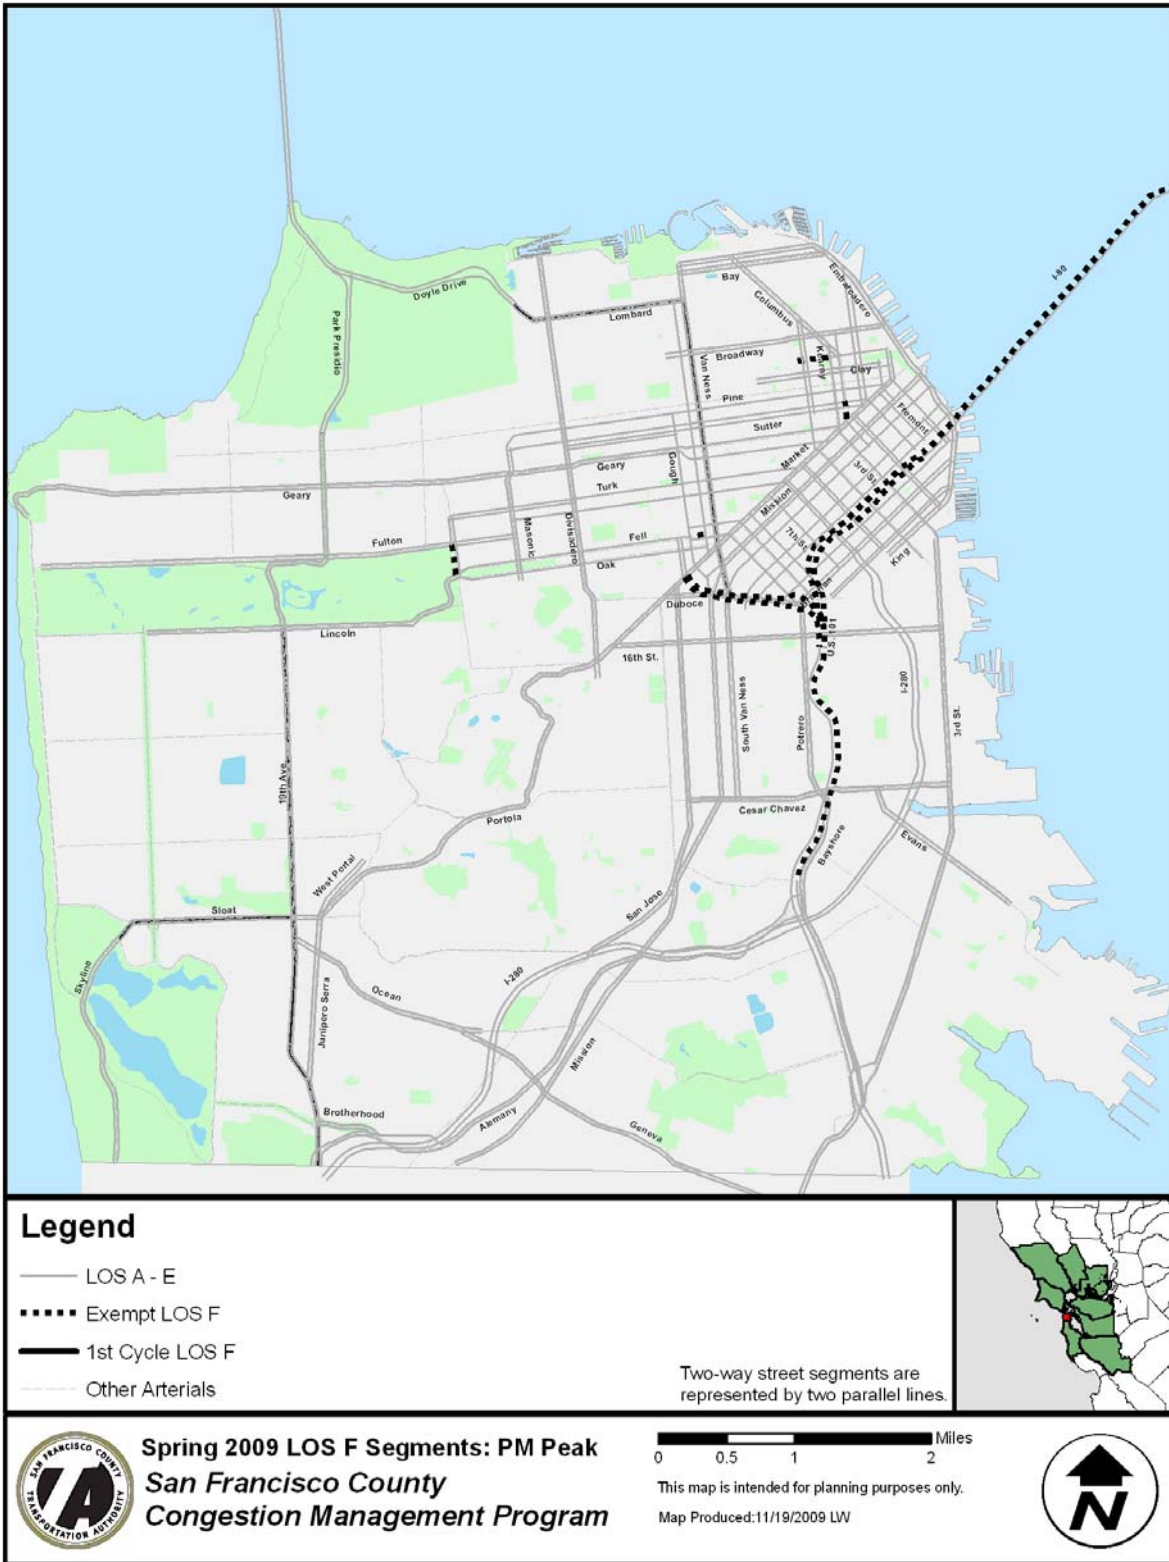 I-80
Embarcadero
Bay
Columbus
Doyle Drive
Lombard
Park Presidio
Broadway
Kearny
Clay
Van Ness
Pine
Fremont
Sutter
Market
Geary
Gough
3rd St.
Geary
Turk
Mission
Masonic
Divisadero
Fell
7th St.
Fulton
Oak
King
Duboce
Lincoln
U.S. 101
16th St.
I-280
South Van Ness
Potrero
3rd St.
19th Ave
Cesar Chavez
Portola
Bayshore
Evans
West Portal
San Jose
Sloat
Skyline
I-280
Ocean
Junipero Serra
Mission
Brotherhood
Alemany
Geneva
Legend
LOS A - E
Exempt LOS F
1st Cycle LOS F
Other Arterials
Two-way street segments are
represented by two parallel lines.
SAN FRANCISCO COUNTY
TRANSPORTATION AUTHORITY
Spring 2009 LOS F Segments: PM Peak
San Francisco County
Congestion Management Program
Miles
0 0.5 1 2
This map is intended for planning purposes only.
Map Produced:11/19/2009 LW
N